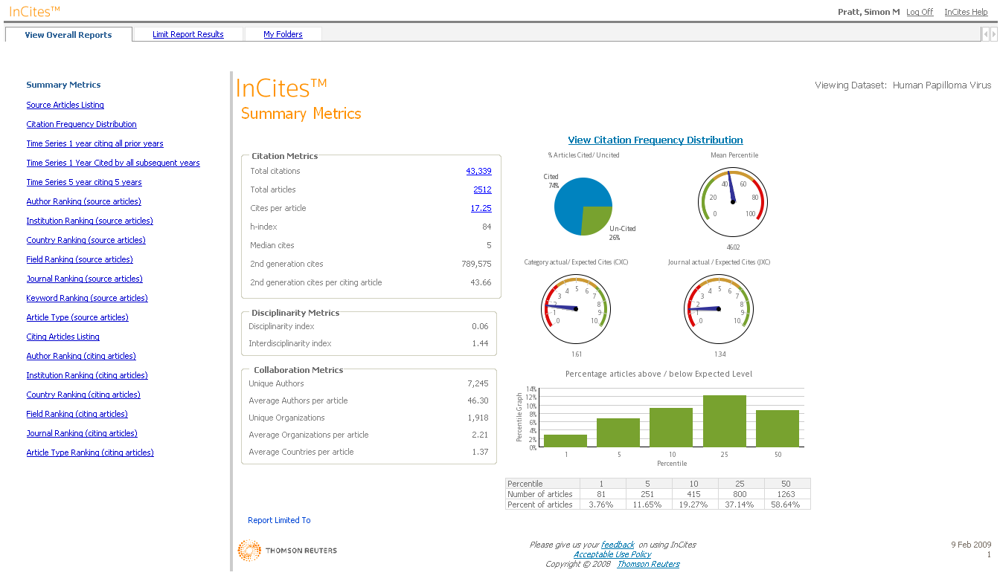 InCites™
Pratt, Simon M Log Off InCites Help
View Overall Reports Limit Report Results My Folders
Summary Metrics
Source Articles Listing
Citation Frequency Distribution
Time Series 1 year citing all prior years
Time Series 1 Year Cited by all subsequent years
Time Series 5 year citing 5 years
Author Ranking (source articles)
Institution Ranking (source articles)
Country Ranking (source articles)
Field Ranking (source articles)
Journal Ranking (source articles)
Keyword Ranking (source articles)
Article Type (source articles)
Citing Articles Listing
Author Ranking (citing articles)
Institution Ranking (citing articles)
Country Ranking (citing articles)
Field Ranking (citing articles)
Journal Ranking (citing articles)
Article Type Ranking (citing articles)
InCites™
Viewing Dataset: Human Papilloma Virus
Summary Metrics
Citation Metrics
Total citations 43,339
Total articles 2512
Cites per article 17.25
h-index 84
Median cites 5
2nd generation cites 789,575
2nd generation cites per citing article 43.66
Disciplinarity Metrics
Disciplinarity index 0.06
Interdisciplinarity index 1.44
Collaboration Metrics
Unique Authors 7,245
Average Authors per article 46.30
Unique Organizations 1,918
Average Organizations per article 2.21
Average Countries per article 1.37
Report Limited To
View Citation Frequency Distribution
% Articles Cited/ Uncited
Cited
74%
Un-Cited
26%
Mean Percentile
0 20 40 60 80 100
46.02
Category actual/ Expected Cites (CXC)
0 1 2 3 4 5 6 7 8 9 10
1.61
Journal actual / Expected Cites (JXC)
0 1 2 3 4 5 6 7 8 9 10
1.34
Percentage articles above / below Expected Level
Percentile Graph
14%
12%
10%
8%
6%
4%
2%
0%
1 5 10 25 50
Percentile
Percentile 1 5 10 25 50
Number of articles 81 251 415 800 1263
Percent of articles 3.76% 11.65% 19.27% 37.14% 58.64%
THOMSON REUTERS
Please give us your feedback on using InCites
Acceptable Use Policy
Copyright © 2008 Thomson Reuters
9 Feb 2009
1